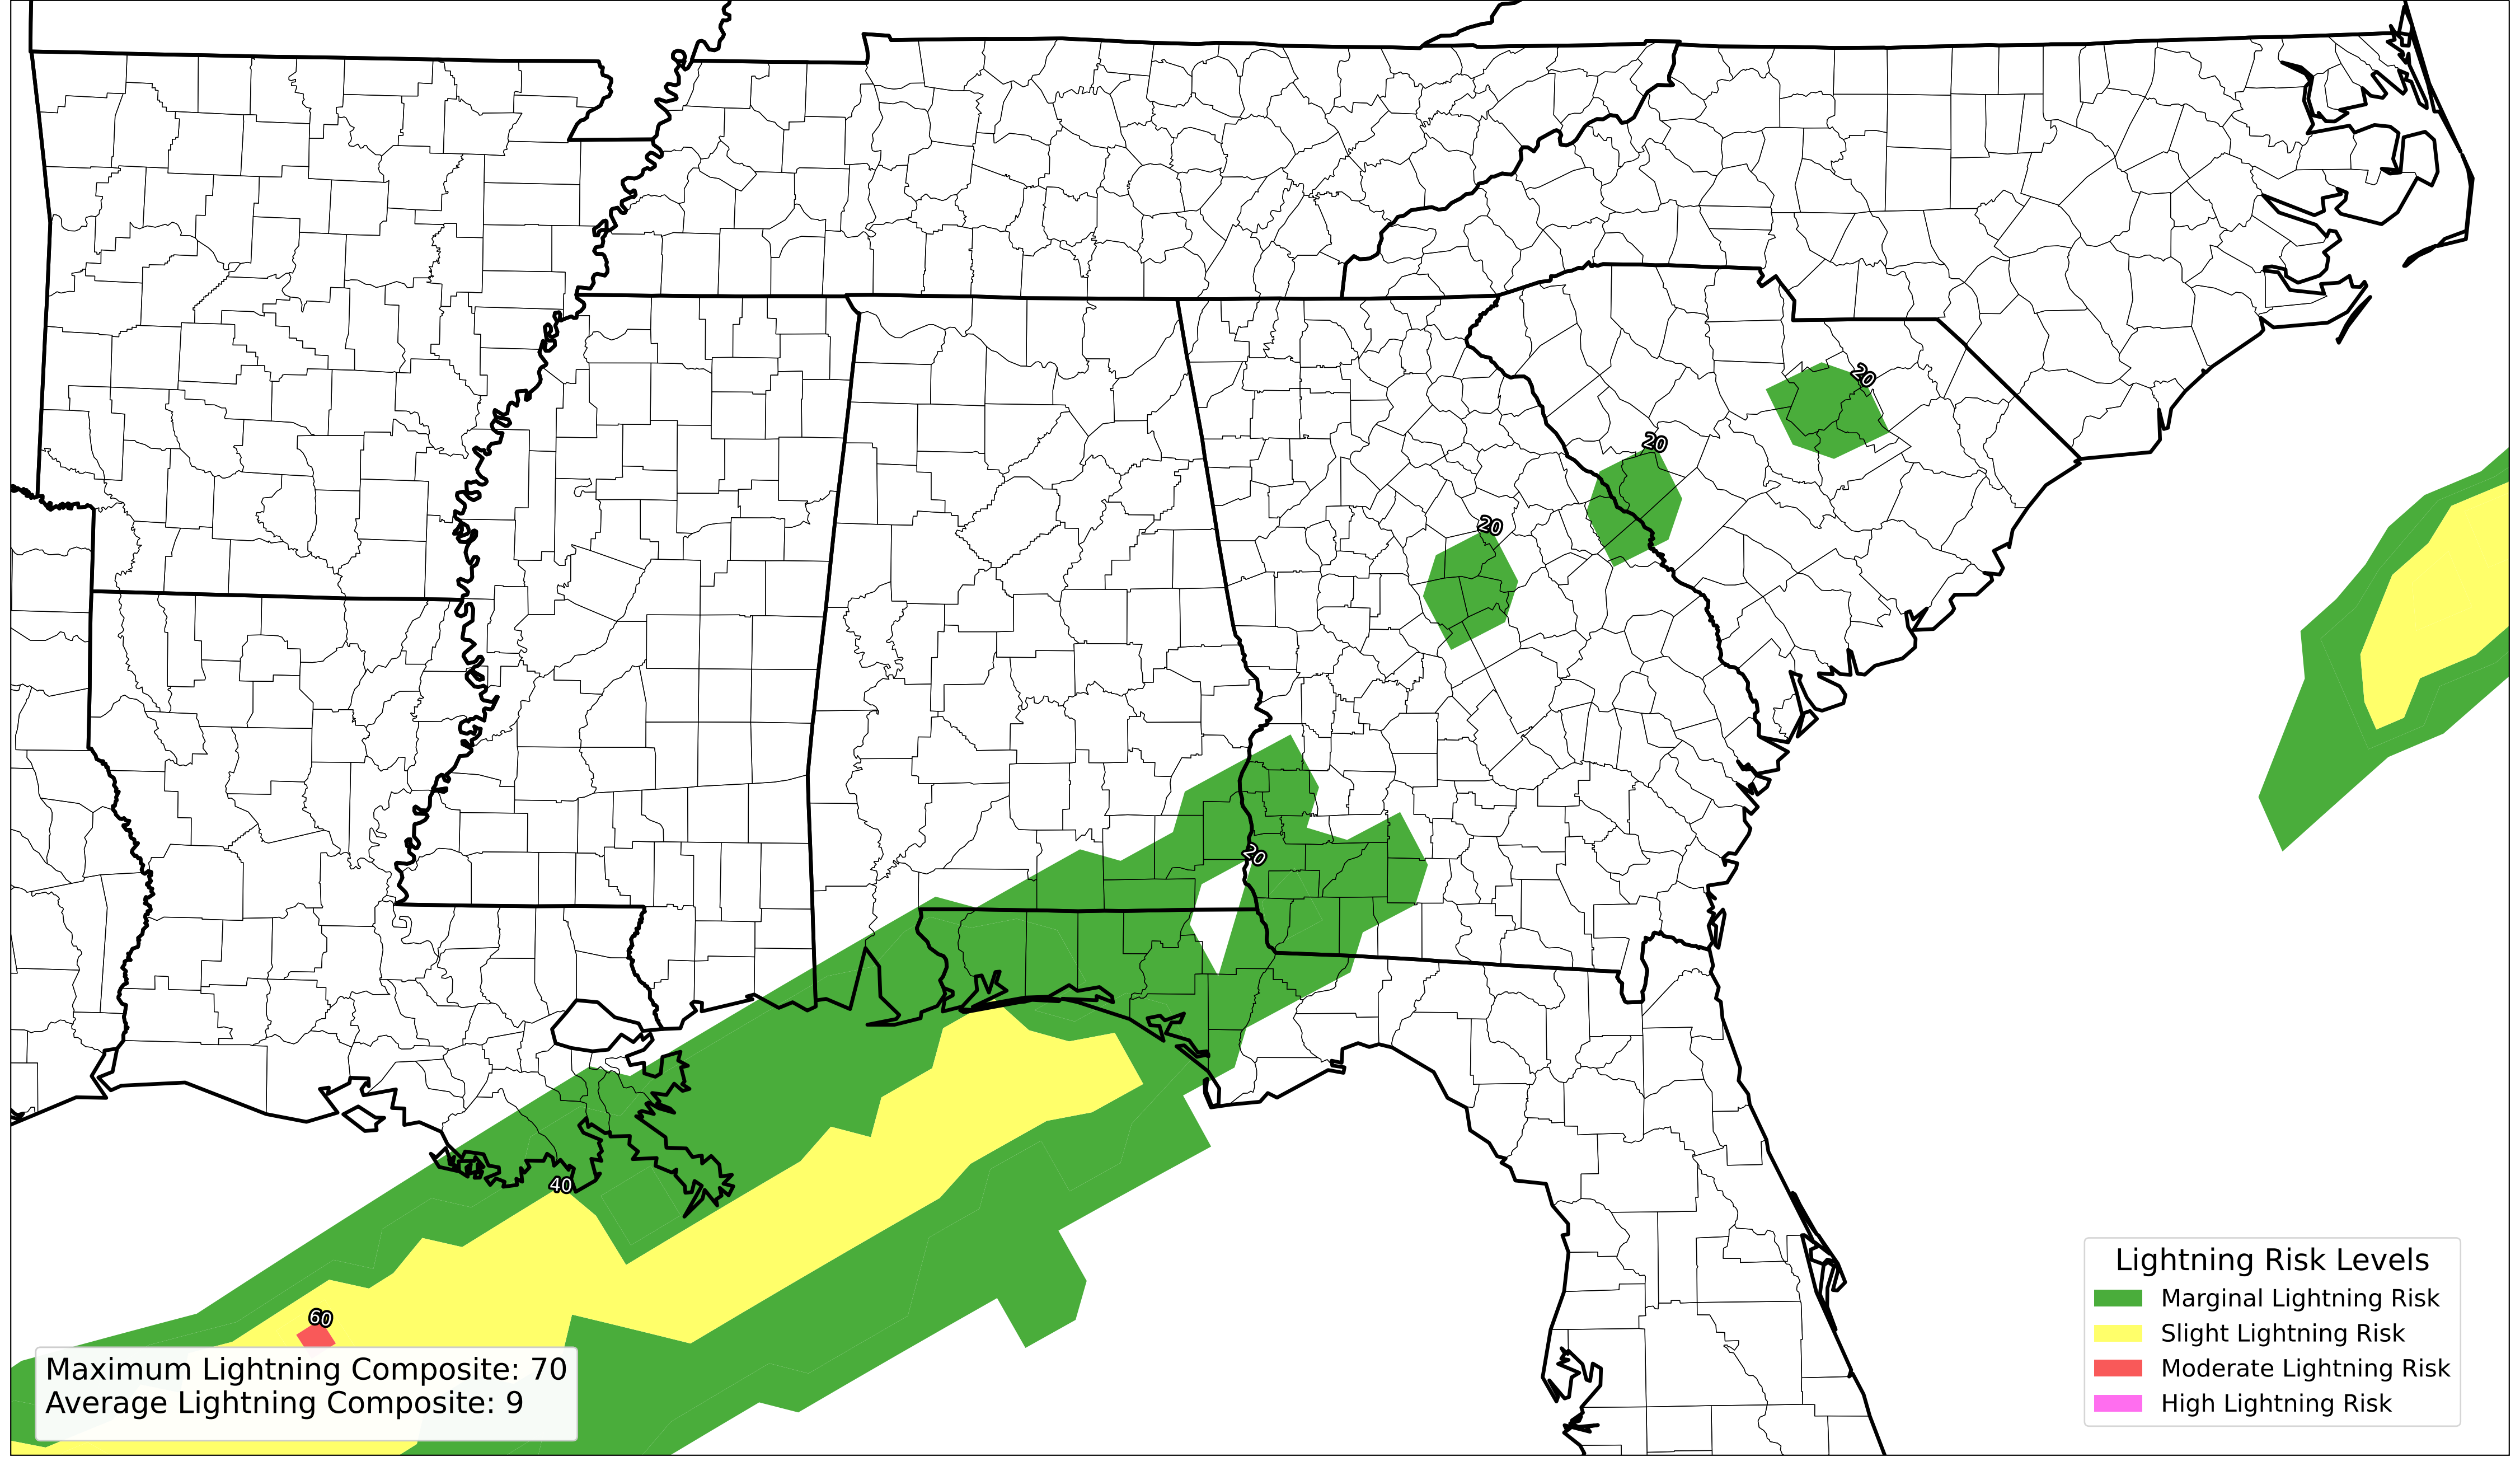 20
20
20
20
40
60
Maximum Lightning Composite: 70
Average Lightning Composite: 9
Lightning Risk Levels
Marginal Lightning Risk
Slight Lightning Risk
Moderate Lightning Risk
High Lightning Risk